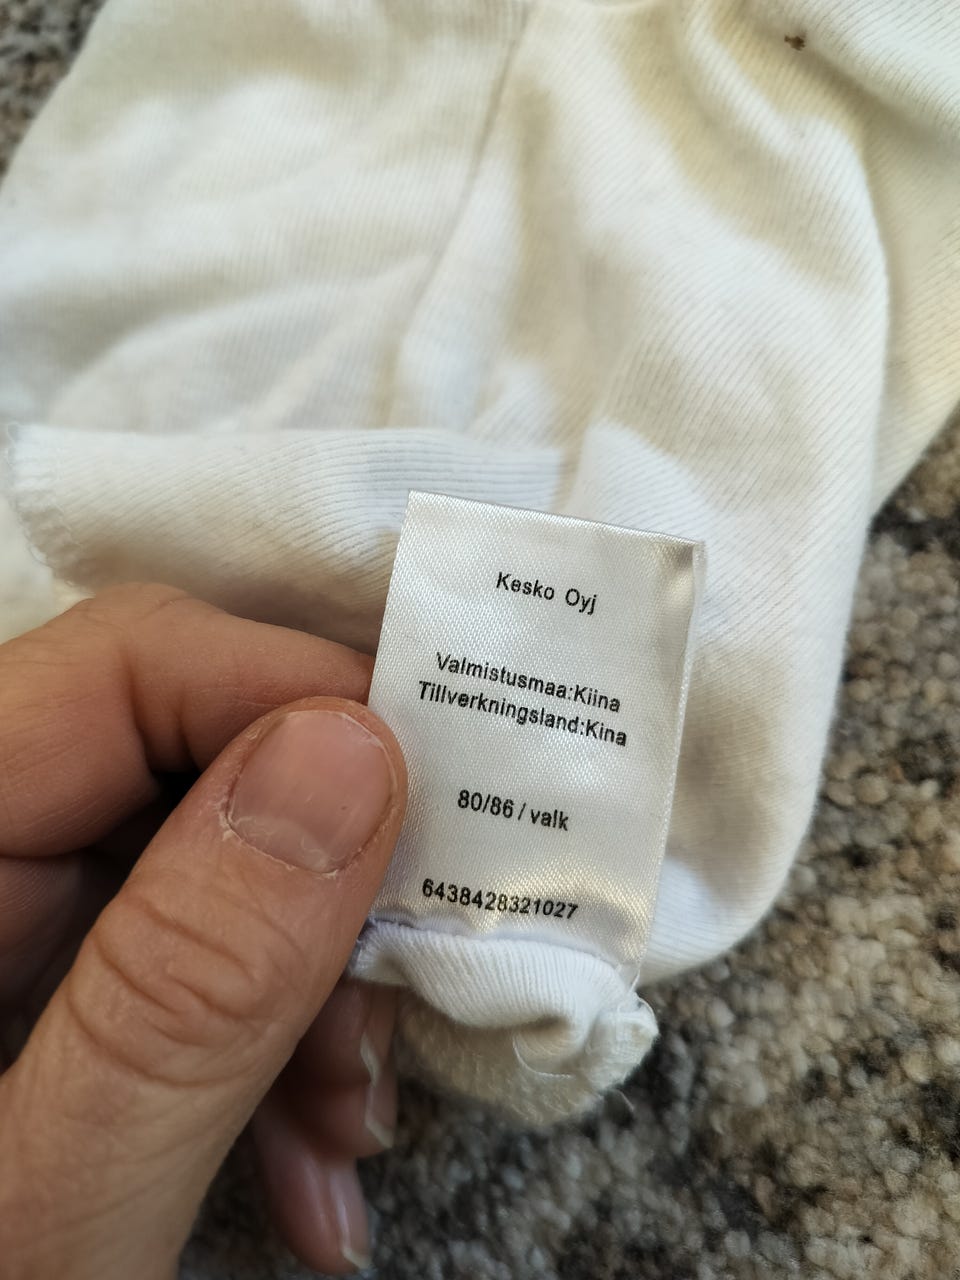 Kesko Oyj
Valmistusmaa:Kiina
Tillverkningsland:Kina
80/86 / valk
6438428321027